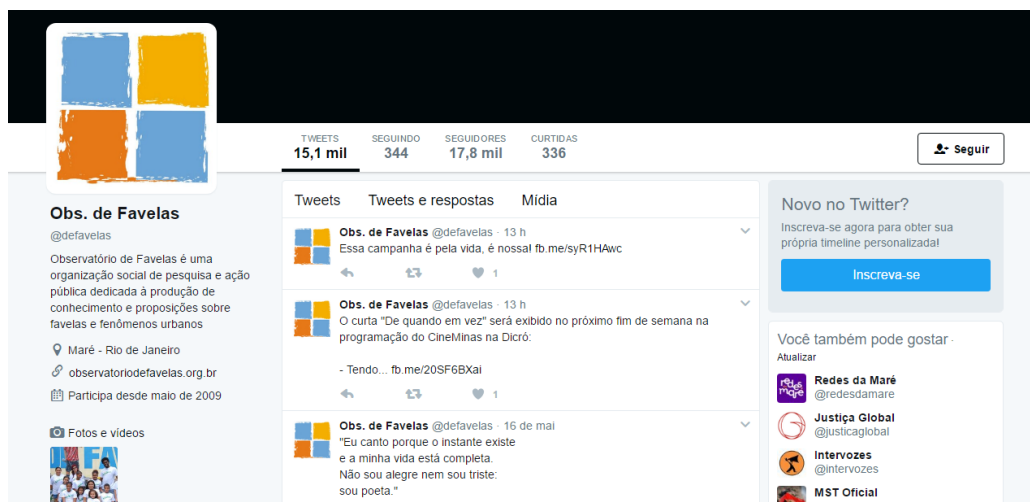 TWEETS
15,1 mil
SEGUINDO
344
SEGUIDORES
17,8 mil
CURTIDAS
336
Seguir
Obs. de Favelas
@defavelas
Observatório de Favelas é uma
organização social de pesquisa e ação
pública dedicada à produção de
conhecimento e proposições sobre
favelas e fenômenos urbanos
Maré - Rio de Janeiro
observatoriodefavelas.org.br
Participa desde maio de 2009
Fotos e vídeos
Tweets Tweets e respostas Mídia
Obs. de Favelas @defavelas · 13 h
Essa campanha é pela vida, é nossa! fb.me/syR1HAwc
1
Obs. de Favelas @defavelas · 13 h
O curta "De quando em vez" será exibido no próximo fim de semana na
programação do CineMinas na Dicró:
- Tendo... fb.me/20SF6BXai
1
Obs. de Favelas @defavelas · 16 de mai
"Eu canto porque o instante existe
e a minha vida está completa.
Não sou alegre nem sou triste:
sou poeta."
Novo no Twitter?
Inscreva-se agora para obter sua
própria timeline personalizada!
Inscreva-se
Você também pode gostar ·
Atualizar
redes maré
Redes da Maré
@redesdamare
Justiça Global
@justicaglobal
Intervozes
@intervozes
MST Oficial